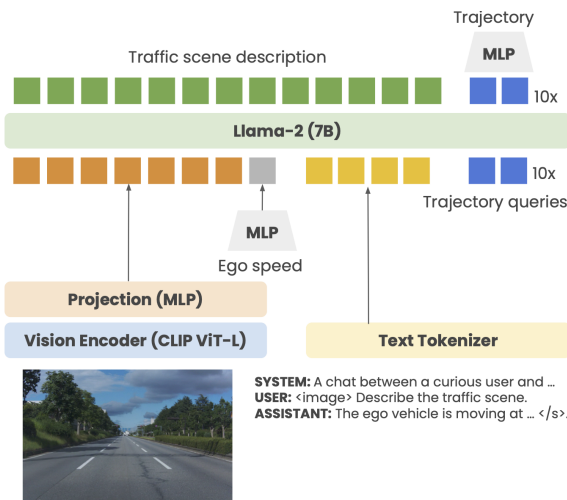 Trajectory
MLP
Traffic scene description
10x
Llama-2 (7B)
10x
Trajectory queries
MLP
Ego speed
Projection (MLP)
Vision Encoder (CLIP ViT-L)
Text Tokenizer
SYSTEM: A chat between a curious user and ...
USER: <image> Describe the traffic scene.
ASSISTANT: The ego vehicle is moving at ... </s>.